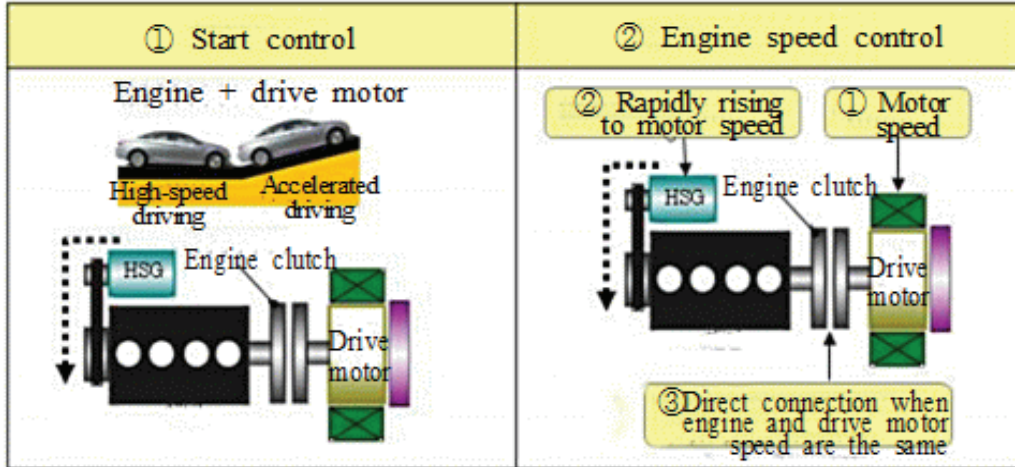 ① Start control
Engine + drive motor
High-speed
driving
Accelerated
driving
HSG
Engine clutch
Drive
motor
② Engine speed control
② Rapidly rising
to motor speed
① Motor
speed
HSG
Engine clutch
Drive
motor
③Direct connection when
engine and drive motor
speed are the same